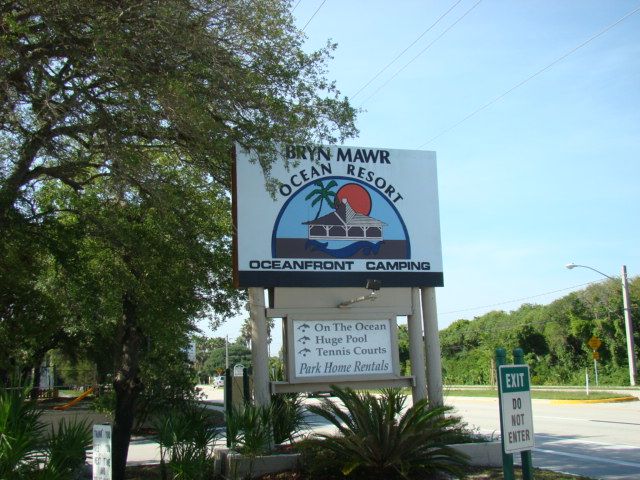 BRYN MAWR
OCEAN RESORT
OCEANFRONT CAMPING
On The Ocean
Huge Pool
Tennis Courts
Park Home Rentals
EXIT
DO
NOT
ENTER